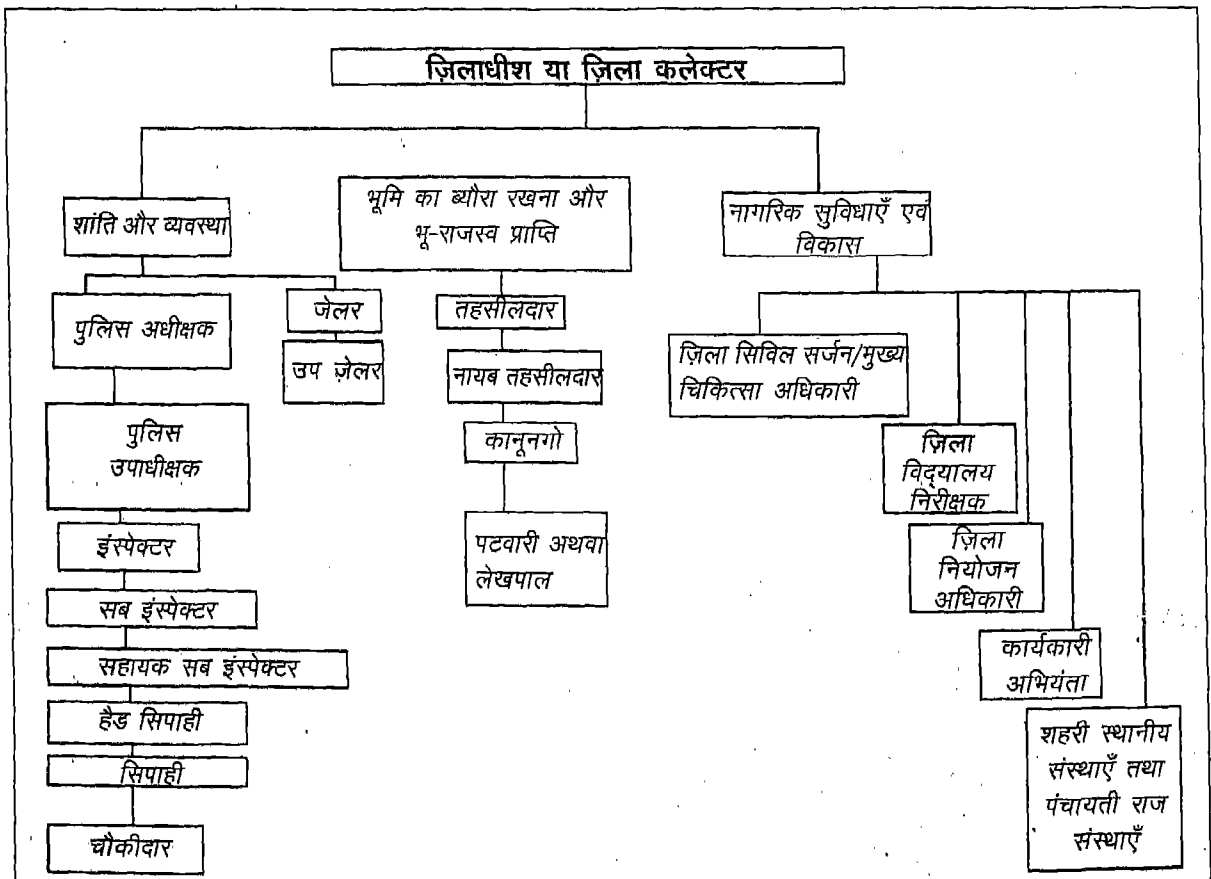 ज़िलाधीश या ज़िला कलेक्टर
शांति और व्यवस्था
पुलिस अधीक्षक
पुलिस
उपाधीक्षक
इंस्पेक्टर
सब इंस्पेक्टर
सहायक सब इंस्पेक्टर
हैड सिपाही
सिपाही
चौकीदार
जेलर
उप ज़ेलर
भूमि का ब्यौरा रखना और
भू-राजस्व प्राप्ति
तहसीलदार
नायब तहसीलदार
कानूनगो
पटवारी अथवा
लेखपाल
नागरिक सुविधाएँ एवं
विकास
ज़िला सिविल सर्जन/मुख्य
चिकित्सा अधिकारी
ज़िला
विद्यालय
निरीक्षक
ज़िला
नियोजन
अधिकारी
कार्यकारी
अभियंता
शहरी स्थानीय
संस्थाएँ तथा
पंचायती राज
संस्थाएँ